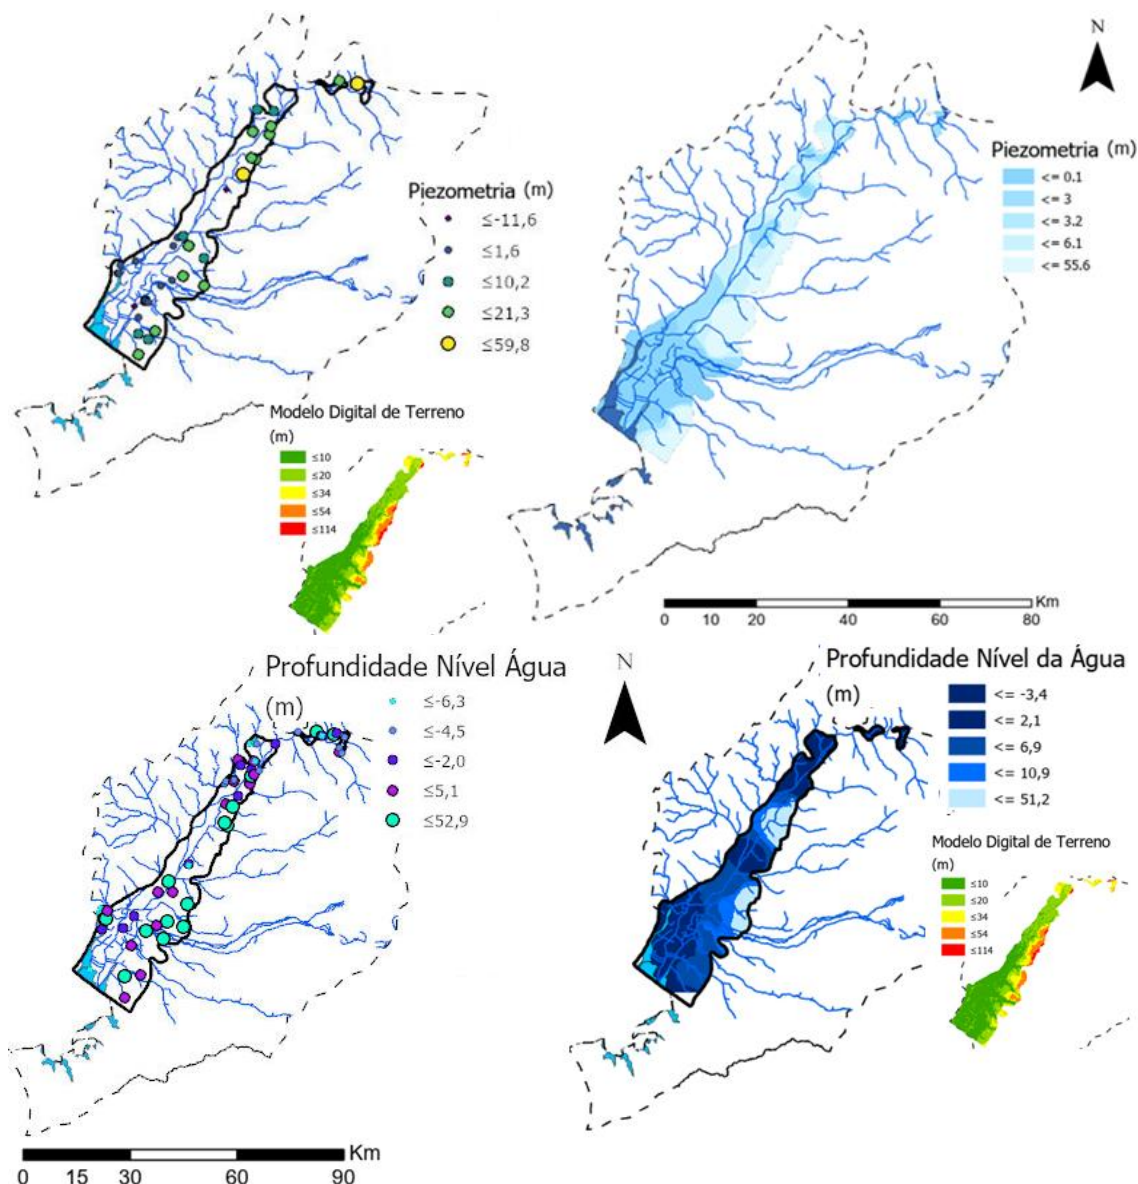 N
Piezometria (m)
≤-11,6
≤1,6
≤10,2
≤21,3
≤59,8
Piezometria (m)
<= 0.1
<= 3
<= 3.2
<= 6.1
<= 55.6
Modelo Digital de Terreno
(m)
≤10
≤20
≤34
≤54
≤114
Km
0 10 20 40 60 80
Profundidade Nível Água
(m)
≤-6,3
≤-4,5
≤-2,0
≤5,1
≤52,9
N
Profundidade Nível da Água
(m)
<= -3,4
<= 2,1
<= 6,9
<= 10,9
<= 51,2
Modelo Digital de Terreno
(m)
≤10
≤20
≤34
≤54
≤114
Km
0 15 30 60 90